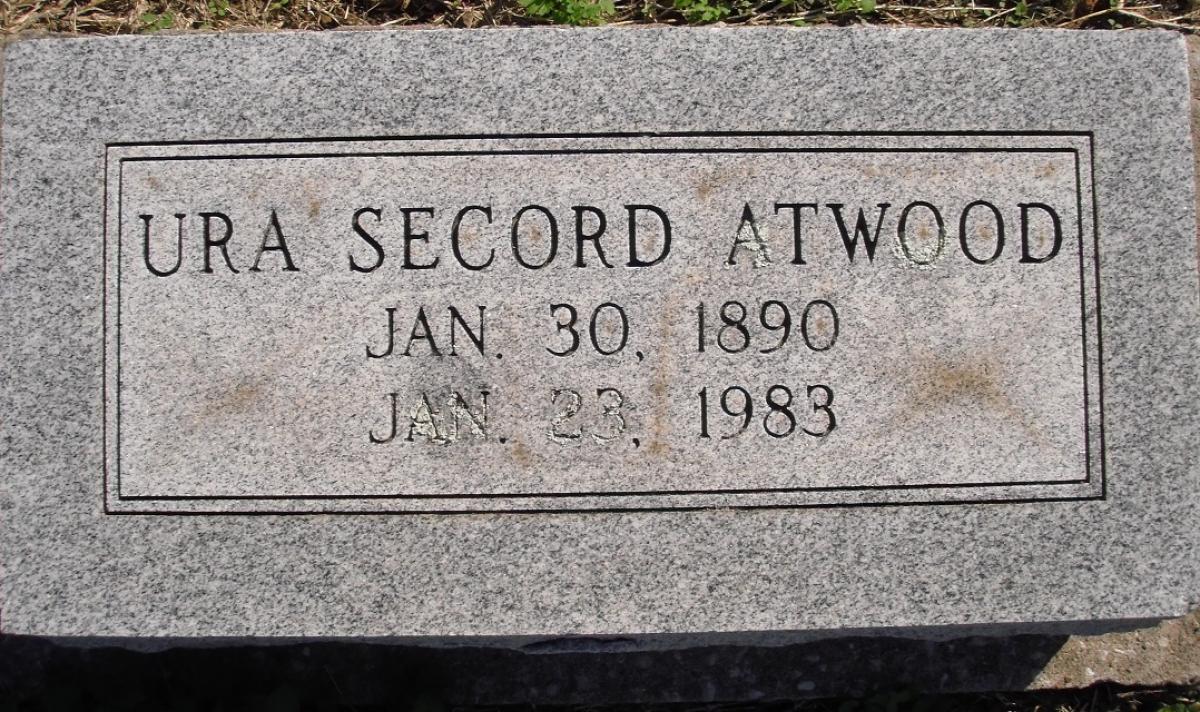 URA SECORD ATWOOD
JAN. 30, 1890
JAN. 23, 1983